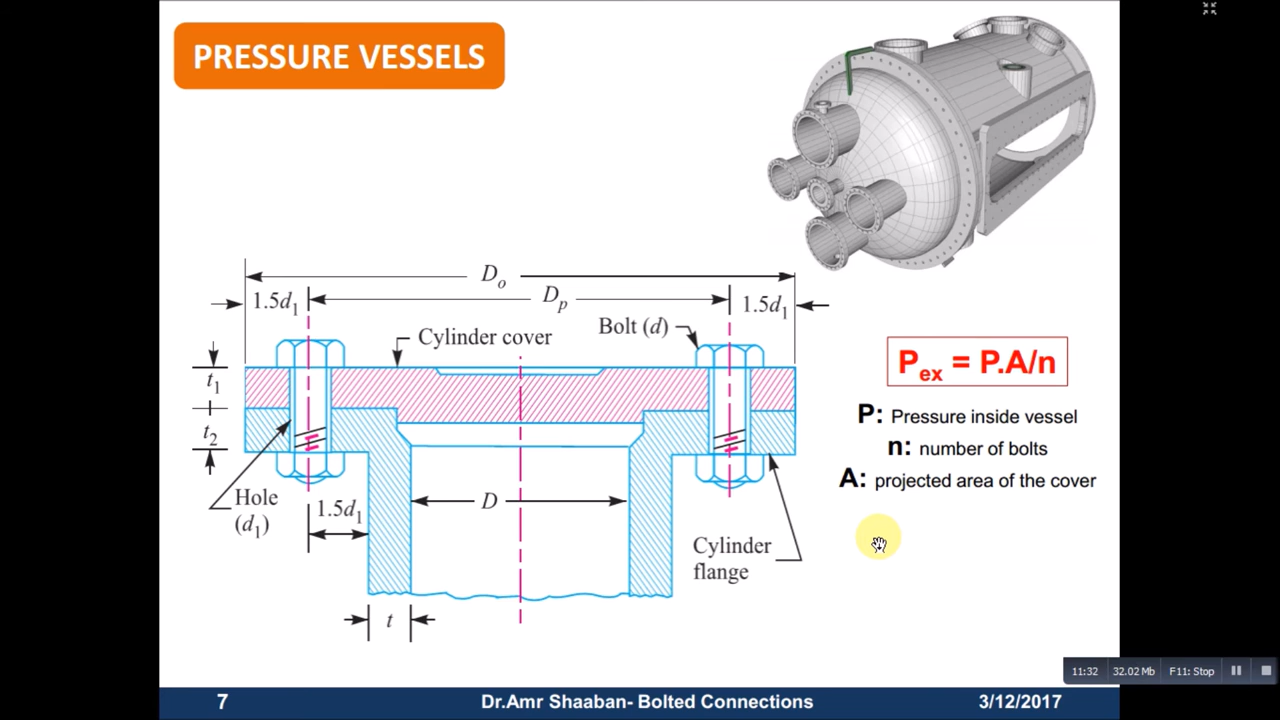 PRESSURE VESSELS
Dₒ
1.5d₁
Dₚ
1.5d₁
Bolt (d)
Cylinder cover
t₁
t₂
Hole
(d₁)
1.5d₁
D
Cylinder
flange
t
Pₑₓ = P.A/n
P: Pressure inside vessel
n: number of bolts
A: projected area of the cover
11:32 32.02 Mb F11: Stop
7 Dr.Amr Shaaban- Bolted Connections 3/12/2017